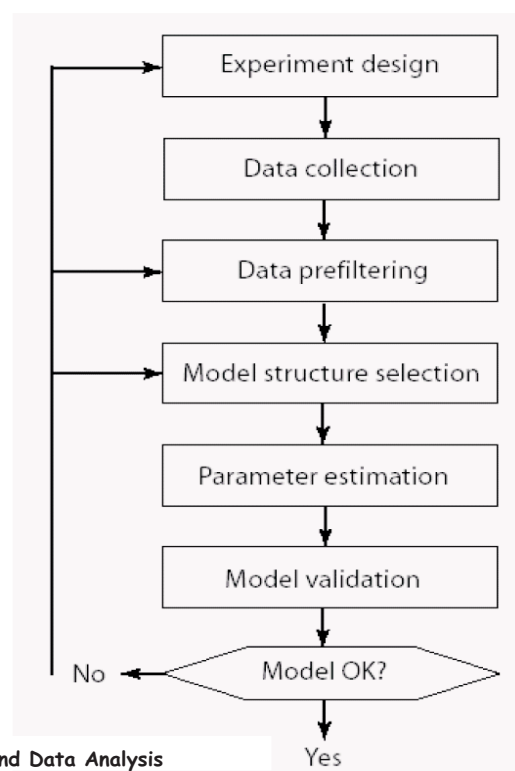 Experiment design
Data collection
Data prefiltering
Model structure selection
Parameter estimation
Model validation
Model OK?
No
Yes
nd Data Analysis